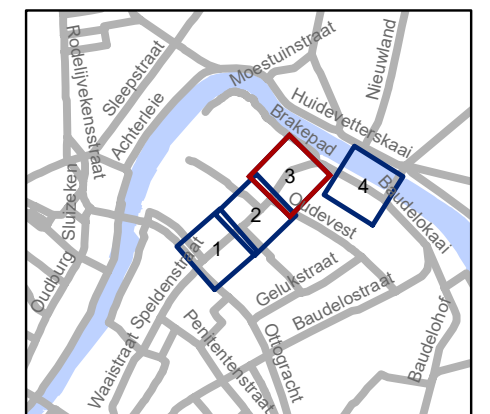 Rodelijvekensstraat
Sleepstraat
Moestuinstraat
Nieuwland
Achterleie
Huidevetterskaai
Brakepad
3
4
Sluizeken
Baudelokaai
Oudevest
2
1
Oudburg
Speldenstraat
Gelukstraat
Baudelostraat
Waaistraat
Penitentenstraat
Ottogracht
Baudelohof